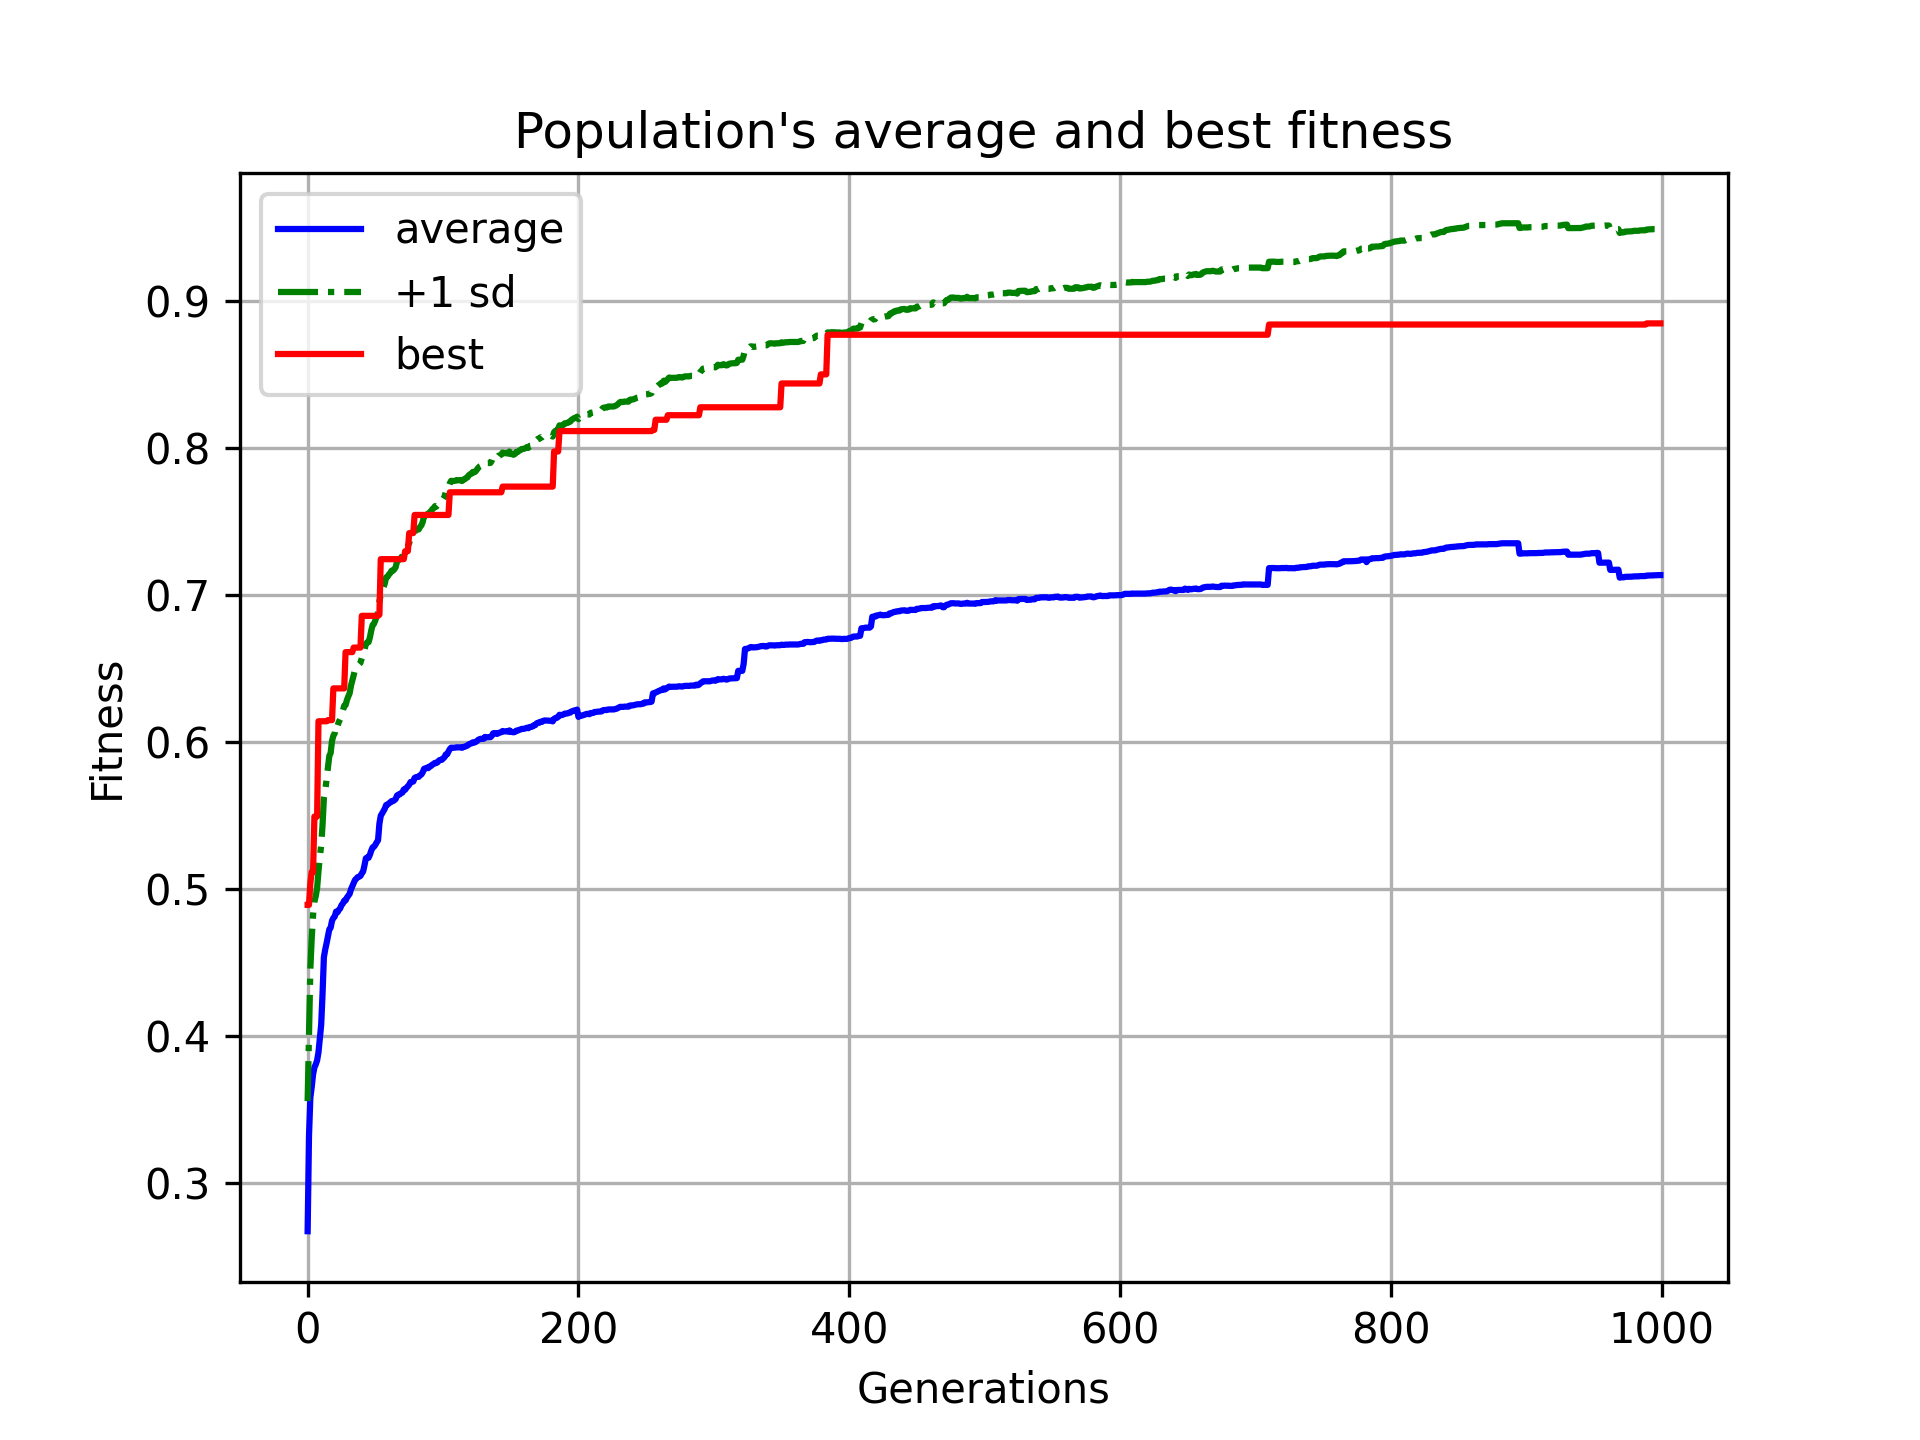 Population's average and best fitness
average
+1 sd
best
Fitness
0.9
0.8
0.7
0.6
0.5
0.4
0.3
0 200 400 600 800 1000
Generations